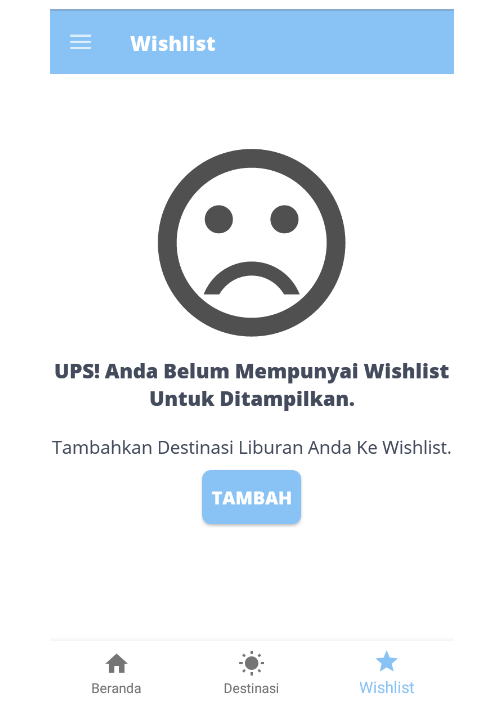 Wishlist
UPS! Anda Belum Mempunyai Wishlist
Untuk Ditampilkan.
Tambahkan Destinasi Liburan Anda Ke Wishlist.
TAMBAH
Beranda
Destinasi
Wishlist